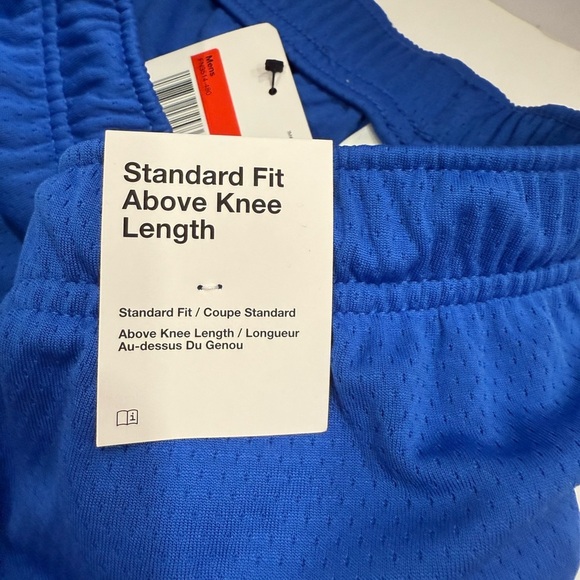 Mens
Standard Fit
Above Knee
Length
Standard Fit / Coupe Standard
Above Knee Length / Longueur
Au-dessus Du Genou